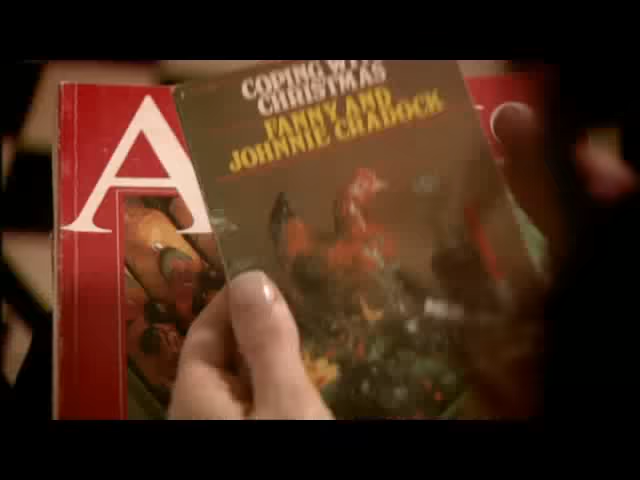 COPING WITH
CHRISTMAS
FANNY AND
JOHNNIE CRADOCK
A